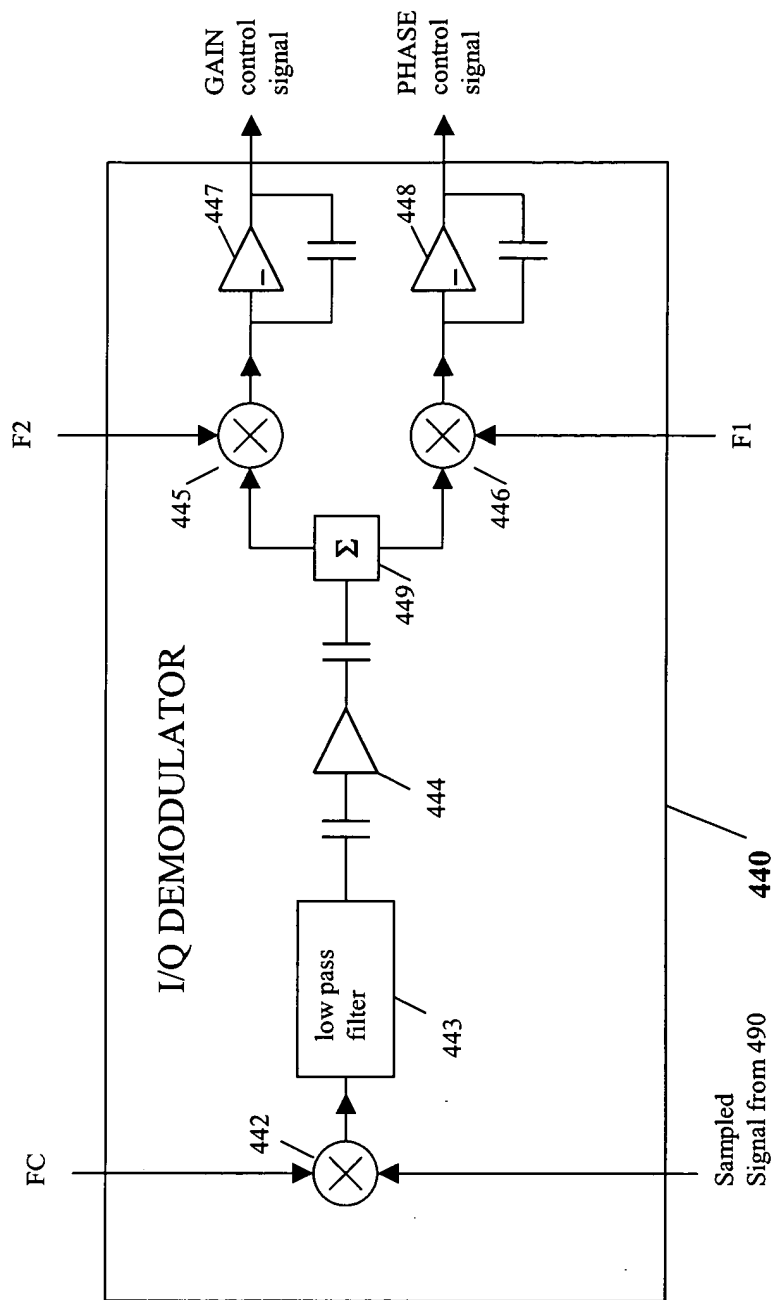 I/Q DEMODULATOR
FC
442
Sampled
Signal from 490
low pass
filter
443
444
Σ
449
F2
445
446
F1
447
448
GAIN
control
signal
PHASE
control
signal
440